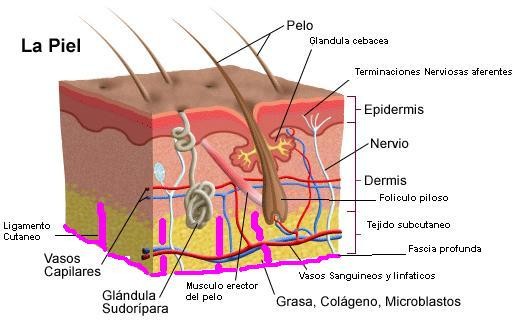 La Piel
Pelo
Glandula cebacea
Terminaciones Nerviosas aferentes
Epidermis
Nervio
Dermis
Foliculo piloso
Tejido subcutaneo
Fascia profunda
Ligamento
Cutaneo
Vasos
Capilares
Glándula
Sudorípara
Musculo erector
del pelo
Vasos Sanguineos y linfaticos
Grasa, Colágeno, Microblastos